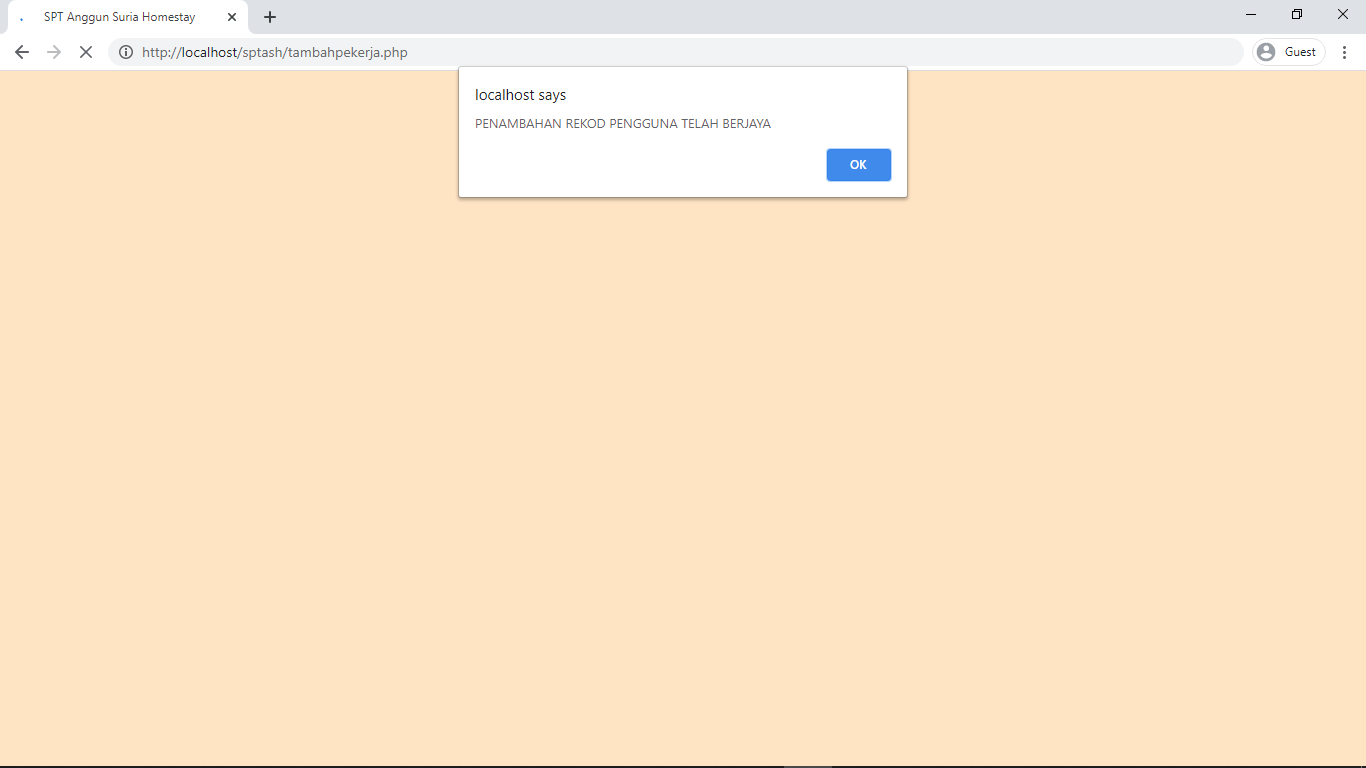 SPT Anggun Suria Homestay
http://localhost/sptash/tambahpekerja.php
Guest
localhost says
PENAMBAHAN REKOD PENGGUNA TELAH BERJAYA
OK